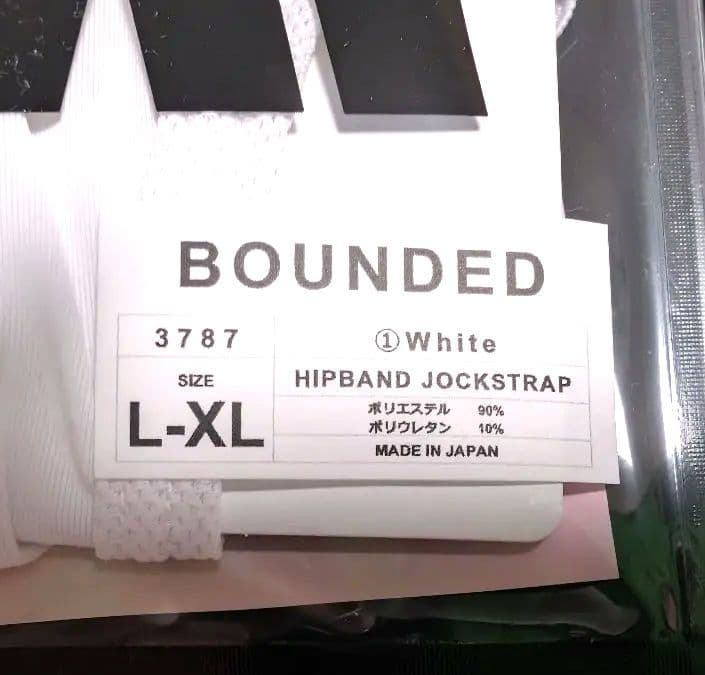 BOUNDED
3787
①White
SIZE
HIPBAND JOCKSTRAP
L-XL
ポリエステル 90%
ポリウレタン 10%
MADE IN JAPAN